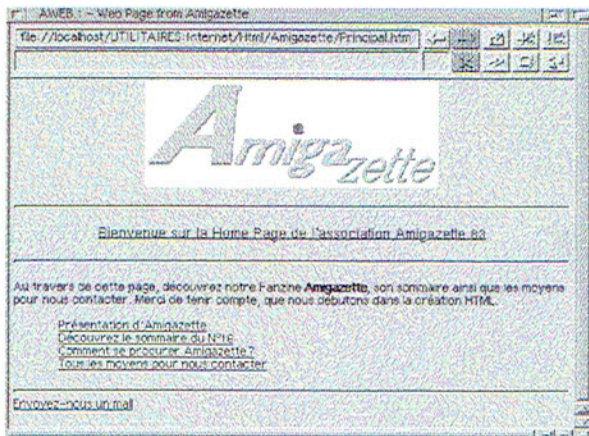 AWEB : - Web Page from Amigazette
file://localhost/UTILITAIRES:Internet/Html/Amigazette/Principal.htm
Amigazette
Bienvenue sur la Home Page de l'association Amigazette 83
Au travers de cette page, découvrez notre Fanzine Amigazette, son sommaire ainsi que les moyens
pour nous contacter. Merci de tenir compte, que nous débutons dans la création HTML.
Présentation d'Amigazette
Découvrez le sommaire du N°16
Comment se procurer Amigazette ?
Tous les moyens pour nous contacter
Envoyez-nous un mail